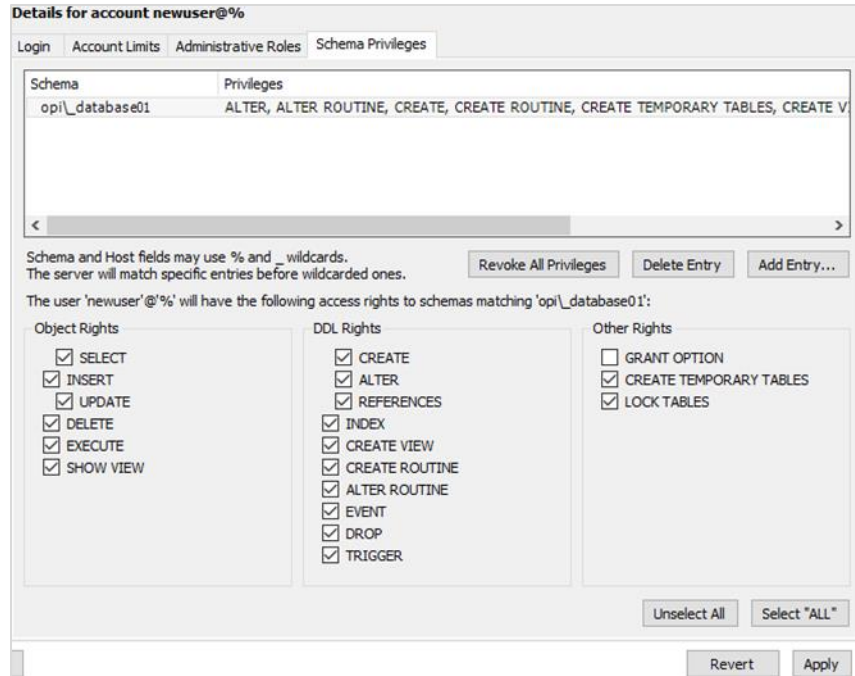 Details for account newuser@%
Login Account Limits Administrative Roles Schema Privileges
Schema Privileges
opi\_database01 ALTER, ALTER ROUTINE, CREATE, CREATE ROUTINE, CREATE TEMPORARY TABLES, CREATE VI
Schema and Host fields may use % and _ wildcards.
The server will match specific entries before wildcarded ones.
Revoke All Privileges Delete Entry Add Entry...
The user 'newuser'@'%' will have the following access rights to schemas matching 'opi\_database01':
Object Rights
SELECT
INSERT
UPDATE
DELETE
EXECUTE
SHOW VIEW
DDL Rights
CREATE
ALTER
REFERENCES
INDEX
CREATE VIEW
CREATE ROUTINE
ALTER ROUTINE
EVENT
DROP
TRIGGER
Other Rights
GRANT OPTION
CREATE TEMPORARY TABLES
LOCK TABLES
Unselect All Select "ALL"
Revert Apply